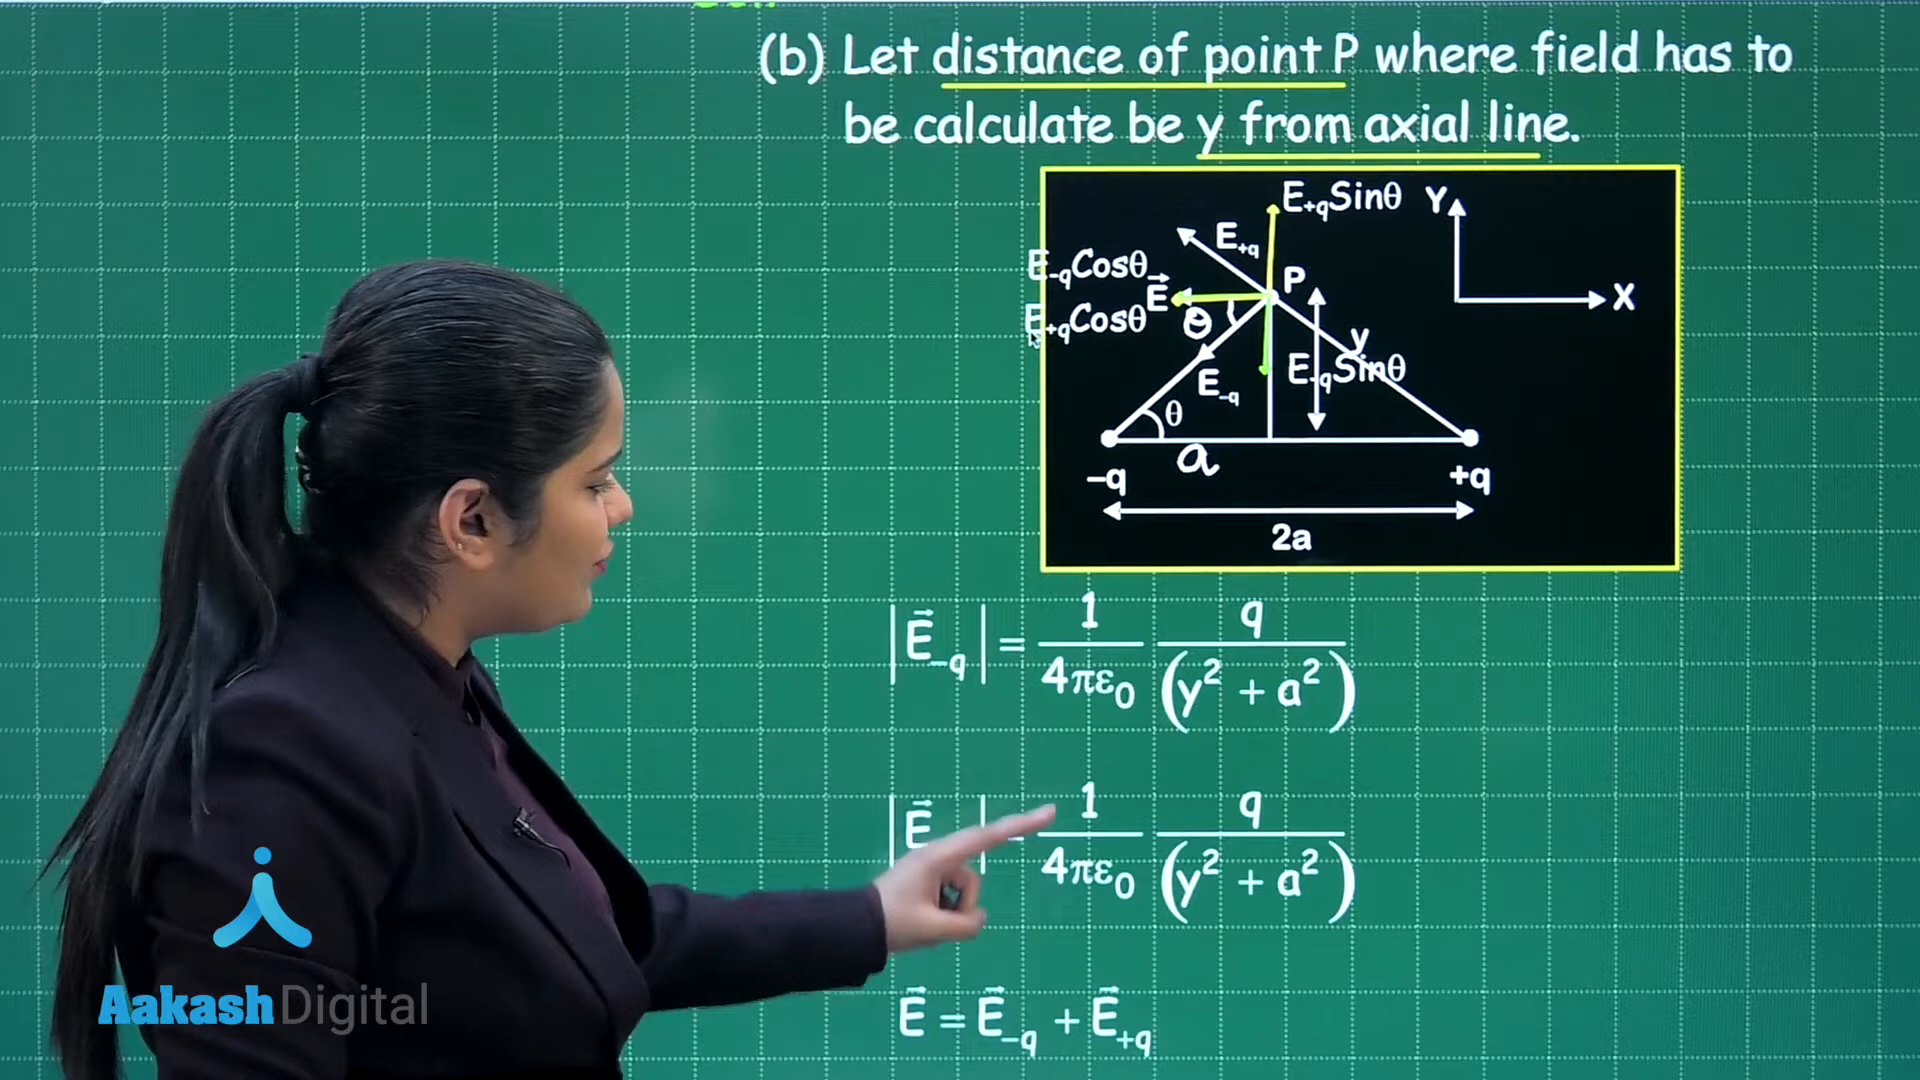 (b) Let distance of point P where field has to
be calculate be y from axial line.
E₊qSinθ Y
E₊q
E₋qCosθ P
E⃗ X
E₊qCosθ θ
y
E₋qSinθ
E₋q
θ
a
–q +q
2a
|E⃗₋q| = 1/4πε₀ q/(y² + a²)
|E⃗ | = 1/4πε₀ q/(y² + a²)
E⃗ = E⃗₋q + E⃗₊q
Aakash Digital